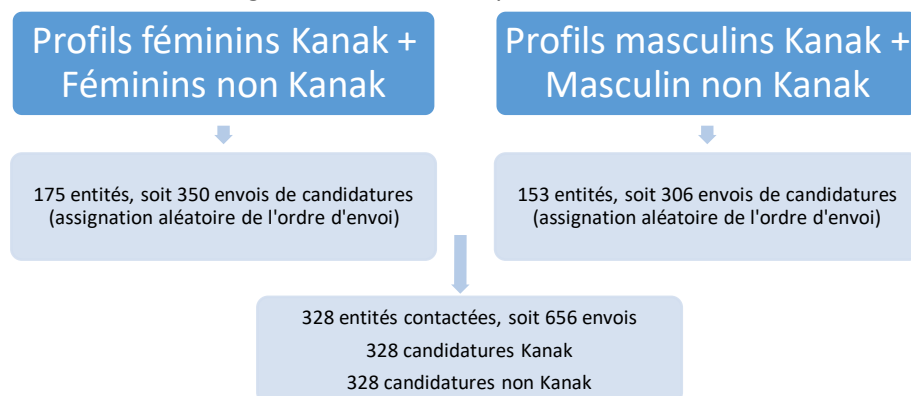 Profils féminins Kanak +
Féminins non Kanak
Profils masculins Kanak +
Masculin non Kanak
175 entités, soit 350 envois de candidatures
(assignation aléatoire de l'ordre d'envoi)
153 entités, soit 306 envois de candidatures
(assignation aléatoire de l'ordre d'envoi)
328 entités contactées, soit 656 envois
328 candidatures Kanak
328 candidatures non Kanak